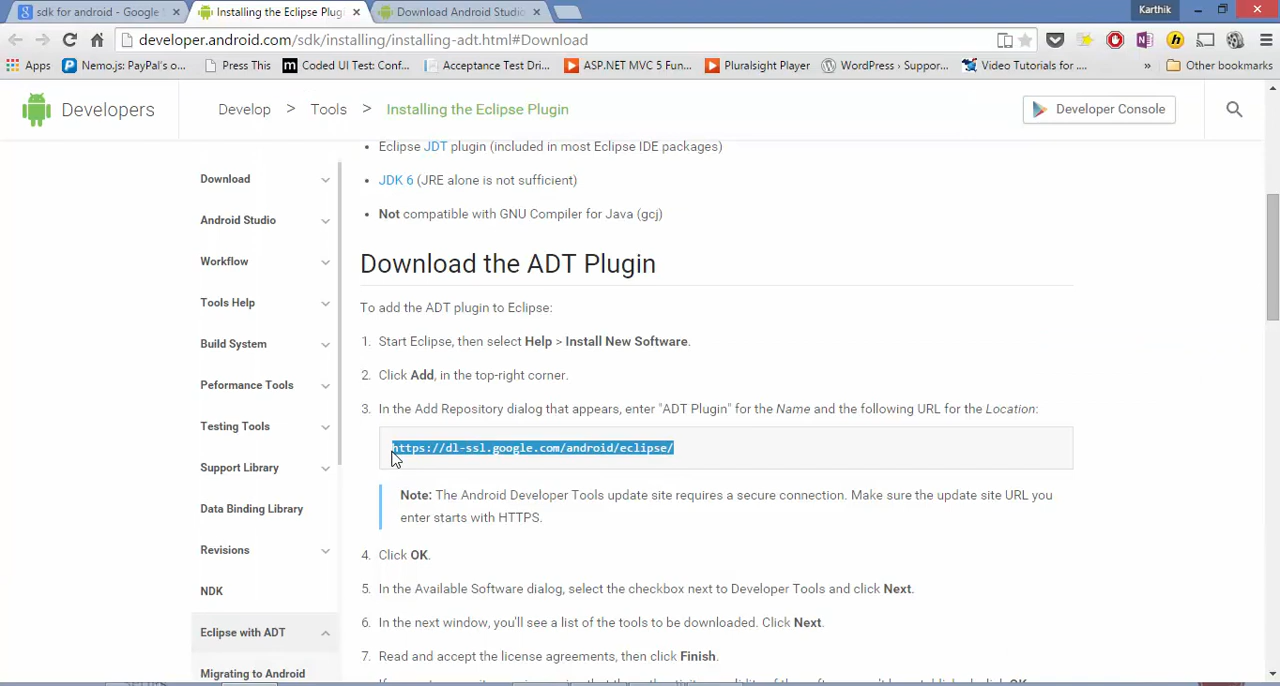 sdk for android - Google
Installing the Eclipse Plug
Download Android Studio
Karthik
developer.android.com/sdk/installing/installing-adt.html#Download
Apps
Nemo.js: PayPal's o...
Press This
Coded UI Test: Conf...
Acceptance Test Dri...
ASP.NET MVC 5 Fun...
Pluralsight Player
WordPress › Suppor...
Video Tutorials for ....
»
Other bookmarks
Developers
Develop > Tools > Installing the Eclipse Plugin
Developer Console
Download
Android Studio
Workflow
Tools Help
Build System
Peformance Tools
Testing Tools
Support Library
Data Binding Library
Revisions
NDK
Eclipse with ADT
Migrating to Android
• Eclipse JDT plugin (included in most Eclipse IDE packages)
• JDK 6 (JRE alone is not sufficient)
• Not compatible with GNU Compiler for Java (gcj)
Download the ADT Plugin
To add the ADT plugin to Eclipse:
1. Start Eclipse, then select Help > Install New Software.
2. Click Add, in the top-right corner.
3. In the Add Repository dialog that appears, enter "ADT Plugin" for the Name and the following URL for the Location:
https://dl-ssl.google.com/android/eclipse/
Note: The Android Developer Tools update site requires a secure connection. Make sure the update site URL you
enter starts with HTTPS.
4. Click OK.
5. In the Available Software dialog, select the checkbox next to Developer Tools and click Next.
6. In the next window, you'll see a list of the tools to be downloaded. Click Next.
7. Read and accept the license agreements, then click Finish.